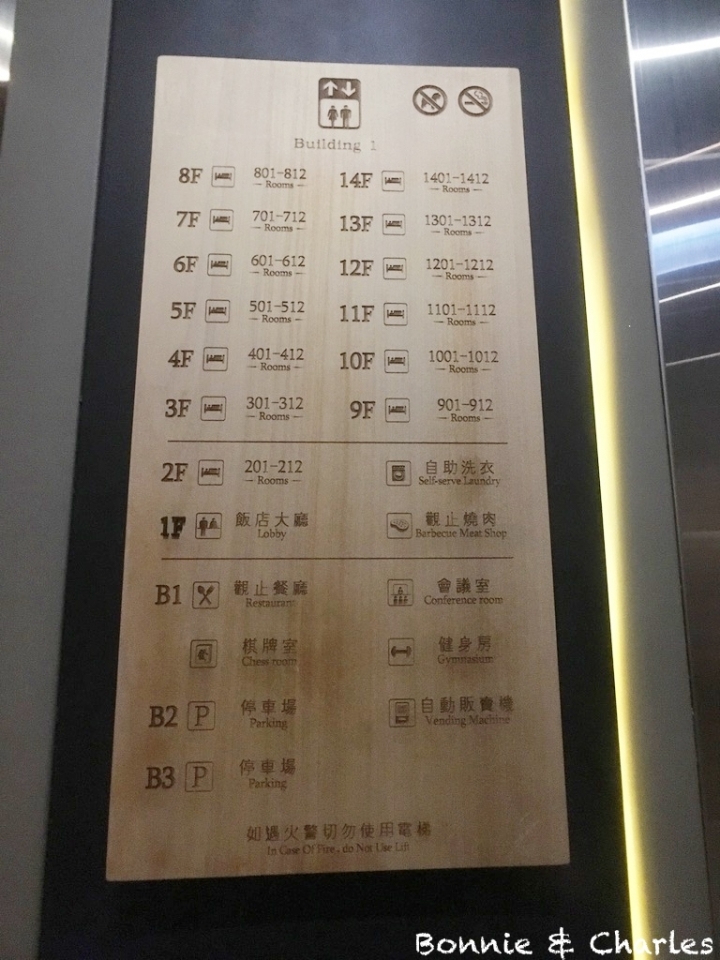 Building 1
8F 801-812
Rooms
14F 1401-1412
Rooms
7F 701-712
Rooms
13F 1301-1312
Rooms
6F 601-612
Rooms
12F 1201-1212
Rooms
5F 501-512
Rooms
11F 1101-1112
Rooms
4F 401-412
Rooms
10F 1001-1012
Rooms
3F 301-312
Rooms
9F 901-912
Rooms
2F 201-212
Rooms
自助洗衣
Self-serve Laundry
1F 飯店大廳
Lobby
觀止燒肉
Barbecue Meat Shop
B1 觀止餐廳
Restaurant
會議室
Conference room
棋牌室
Chess room
健身房
Gymnasium
B2 P 停車場
Parking
自動販賣機
Vending Machine
B3 P 停車場
Parking
如遇火警切勿使用電梯
In Case Of Fire, do Not Use Lift
Bonnie & Charles